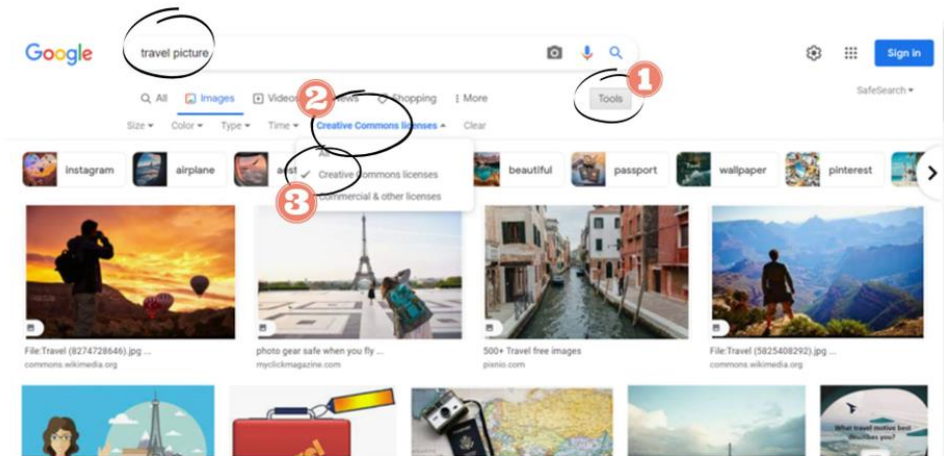 Google
travel picture
Sign in
1
All Images Videos News Shopping More
Tools
SafeSearch
2
Size Color Type Time Creative Commons licenses Clear
All
Creative Commons licenses
Commercial & other licenses
3
instagram airplane beautiful passport wallpaper pinterest
File:Travel (8274728646).jpg ...
commons.wikimedia.org
photo gear safe when you fly ...
myclickmagazine.com
500+ Travel free images
pixnio.com
File:Travel (5825408292).jpg ...
commons.wikimedia.org
What travel motive best
describes you?